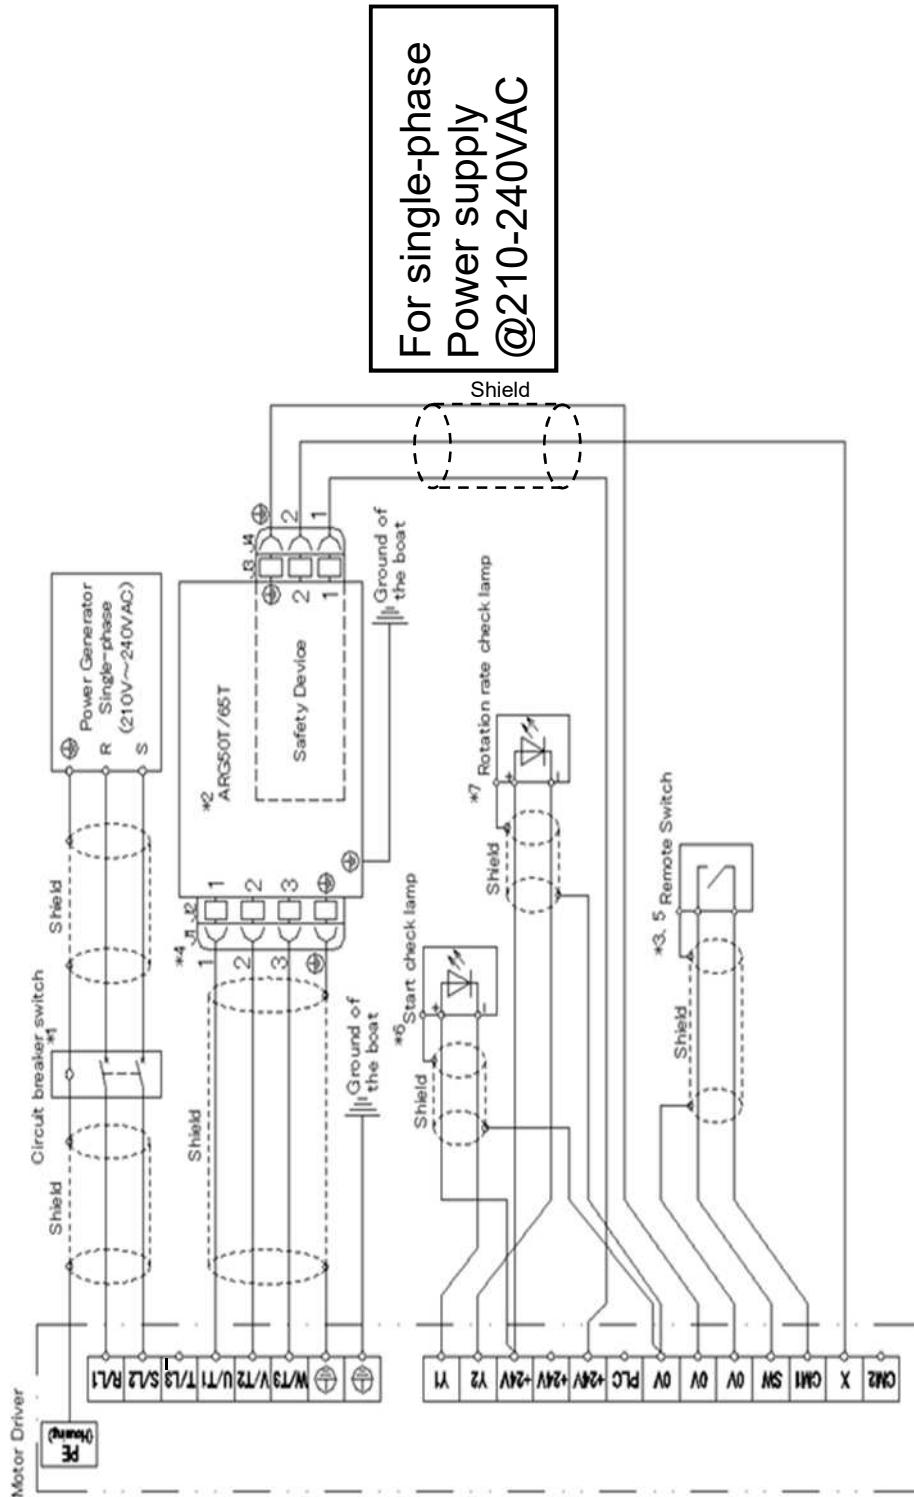 For single-phase
Power supply
@210-240VAC
Shield
Power Generator
Single-phase
(210V～240VAC)
R
S
Shield
Circuit breaker switch
*1
Shield
*2
ARG50T/65T
Safety Device
J3
J4
2
1
2
1
Ground of
the boat
*4
J1
J2
1
2
3
1
2
3
Shield
Ground of
the boat
*6
Start check lamp
+
-
Shield
*7
Rotation rate check lamp
+
-
Shield
*3. 5
Remote Switch
Shield
Motor Driver
PE
(Housing)
R/L1
S/L2
T/L3
U/T1
V/T2
W/T3
Y1
Y2
+24V
+24V
+24V
PLC
0V
0V
0V
SW
CM1
X
CM2